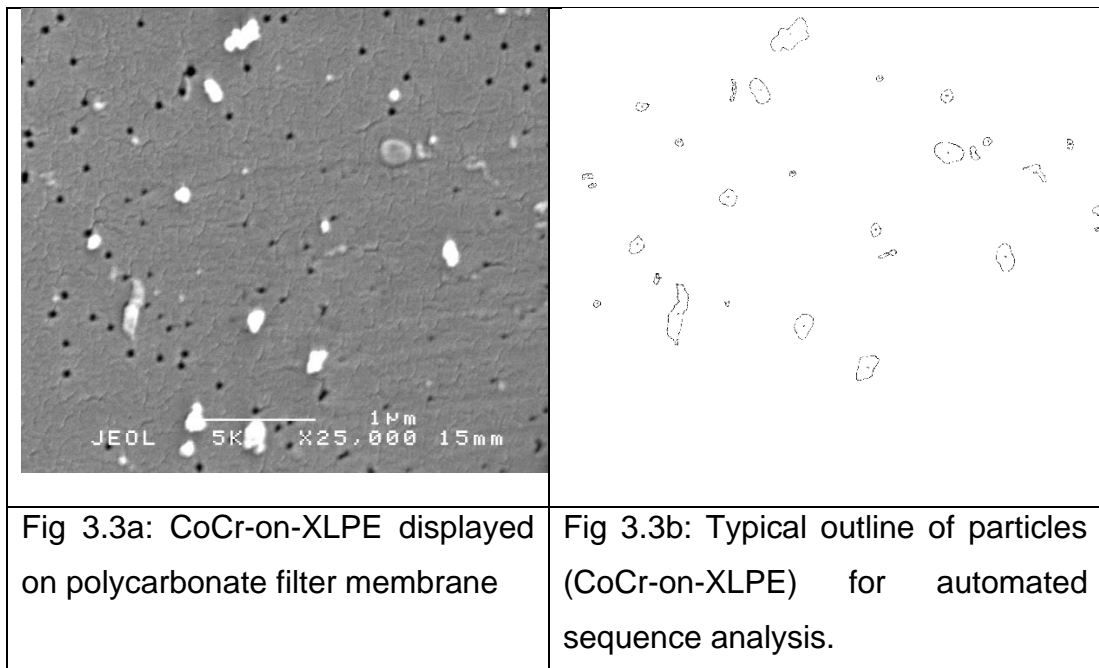 1µm
JEOL 5K X25,000 15mm
Fig 3.3a: CoCr-on-XLPE displayed
on polycarbonate filter membrane
Fig 3.3b: Typical outline of particles
(CoCr-on-XLPE) for automated
sequence analysis.